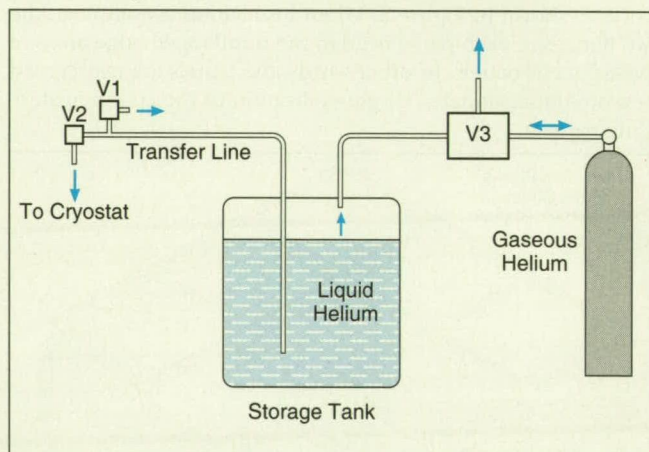 V1
V2
V3
Transfer Line
To Cryostat
Gaseous
Helium
Liquid
Helium
Storage Tank